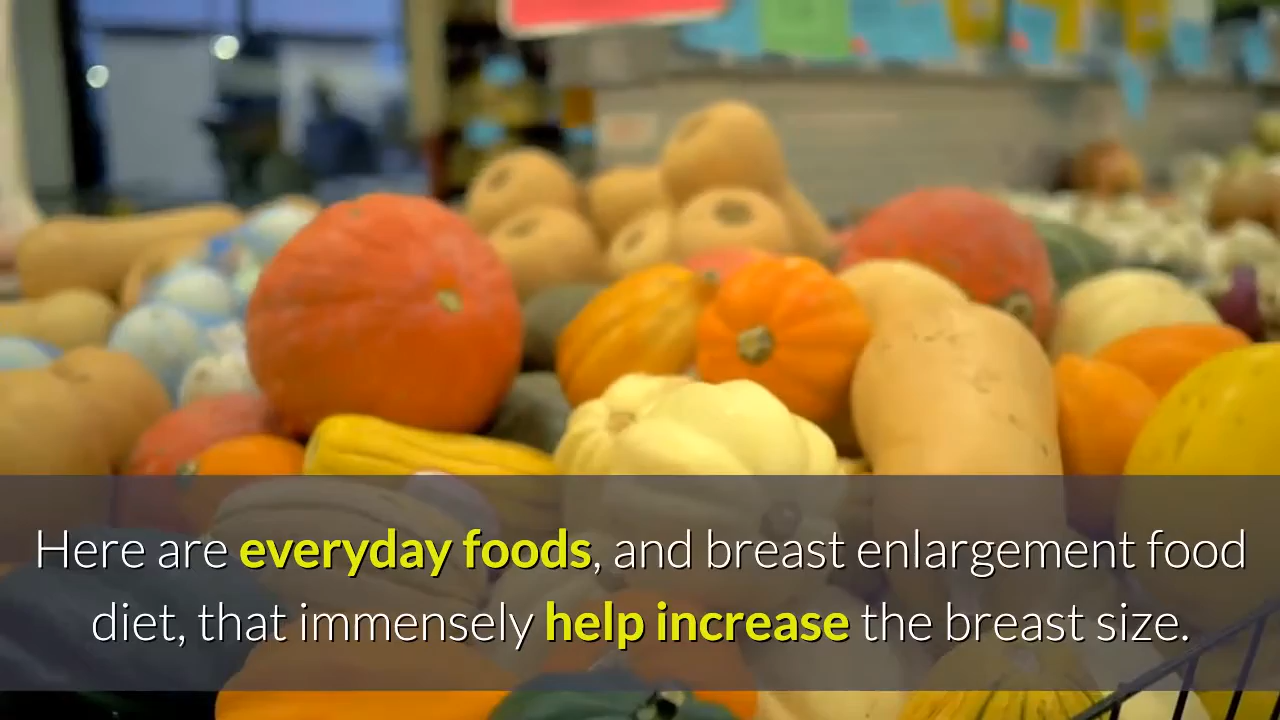 Here are everyday foods, and breast enlargement food
diet, that immensely help increase the breast size.